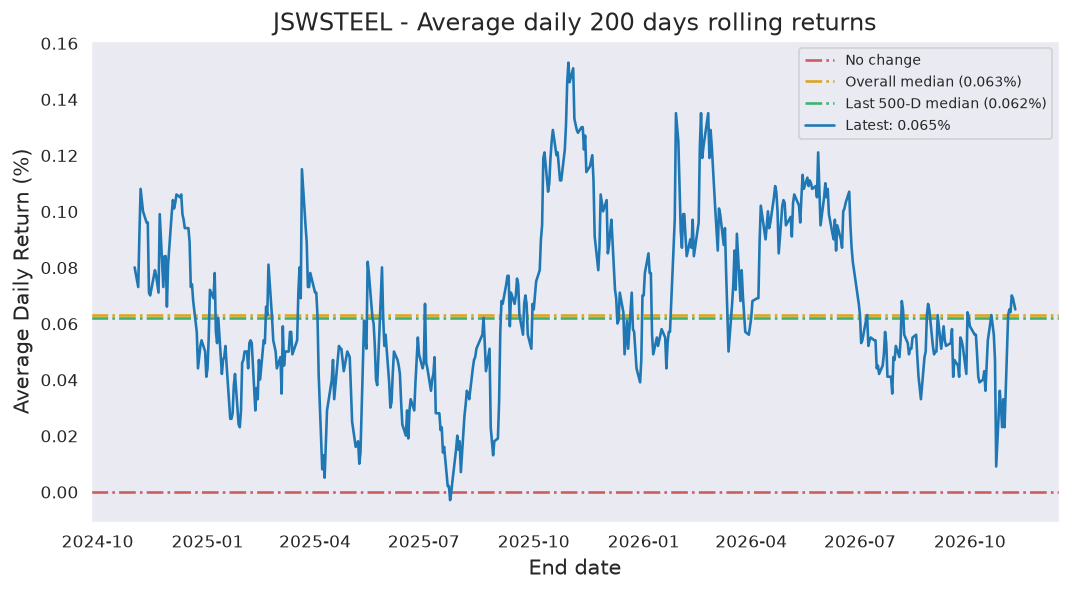 JSWSTEEL - Average daily 200 days rolling returns
Average Daily Return (%)
0.16
0.14
0.12
0.10
0.08
0.06
0.04
0.02
0.00
No change
Overall median (0.063%)
Last 500-D median (0.062%)
Latest: 0.065%
2024-10 2025-01 2025-04 2025-07 2025-10 2026-01 2026-04 2026-07 2026-10
End date